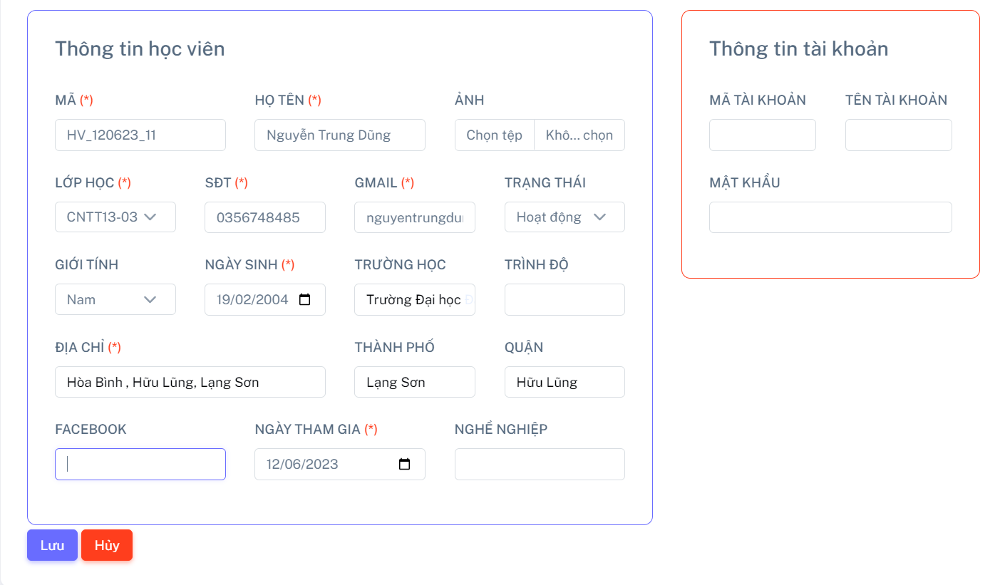 Thông tin học viên
MÃ (*) HỌ TÊN (*) ẢNH
HV_120623_11 Nguyễn Trung Dũng Chọn tệp Khô... chọn
LỚP HỌC (*) SĐT (*) GMAIL (*) TRẠNG THÁI
CNTT13-03 0356748485 nguyentrungdu Hoạt động
GIỚI TÍNH NGÀY SINH (*) TRƯỜNG HỌC TRÌNH ĐỘ
Nam 19/02/2004 Trường Đại học
ĐỊA CHỈ (*) THÀNH PHỐ QUẬN
Hòa Bình , Hữu Lũng, Lạng Sơn Lạng Sơn Hữu Lũng
FACEBOOK NGÀY THAM GIA (*) NGHỀ NGHIỆP
12/06/2023
Lưu Hủy
Thông tin tài khoản
MÃ TÀI KHOẢN TÊN TÀI KHOẢN
MẬT KHẨU